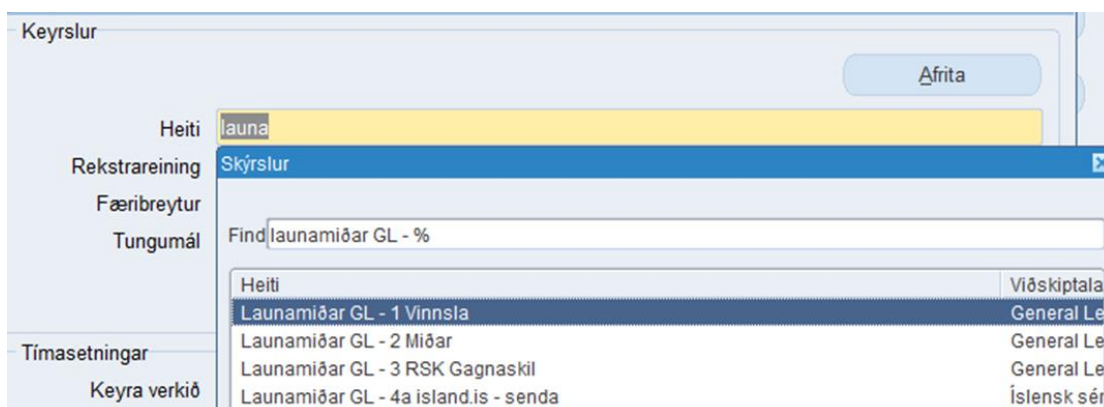 Keyrslur
Afrita
Heiti launa
Rekstrareining
Skýrslur
Færibreytur
Tungumál
Find launamiðar GL - %
Heiti Viðskiptala
Launamiðar GL - 1 Vinnsla General Le
Launamiðar GL - 2 Miðar General Le
Tímasetningar
Launamiðar GL - 3 RSK Gagnaskil General Le
Keyra verkið
Launamiðar GL - 4a island.is - senda Íslensk sér